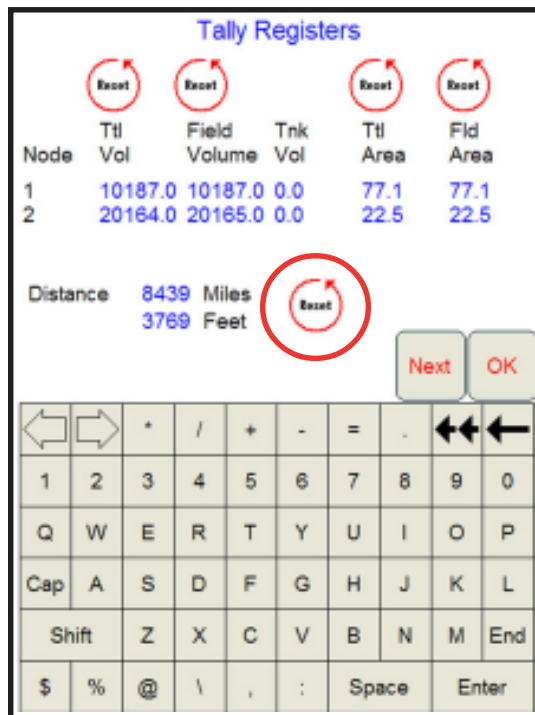 Tally Registers
Reset Reset Reset Reset
Ttl Field Tnk Ttl Fld
Node Vol Volume Vol Area Area
1 10187.0 10187.0 0.0 77.1 77.1
2 20164.0 20165.0 0.0 22.5 22.5
Distance 8439 Miles Reset
3769 Feet
Next OK
* / + - = .
1 2 3 4 5 6 7 8 9 0
Q W E R T Y U I O P
Cap A S D F G H J K L
Shift Z X C V B N M End
$ % @ \ , : Space Enter